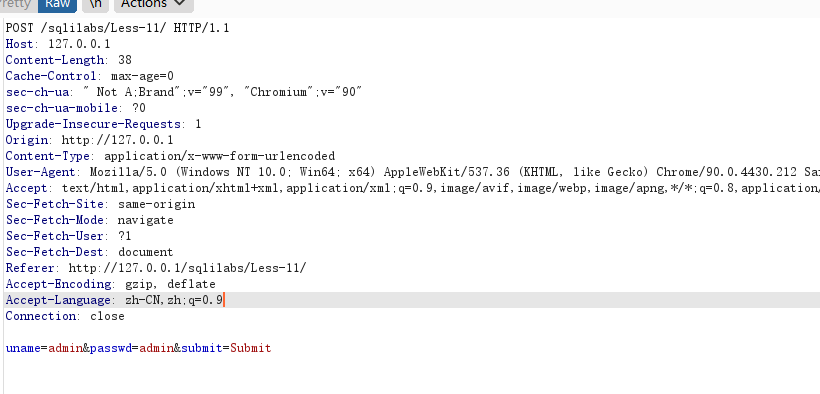 Pretty Raw \n Actions
POST /sqlilabs/Less-11/ HTTP/1.1
Host: 127.0.0.1
Content-Length: 38
Cache-Control: max-age=0
sec-ch-ua: " Not A;Brand";v="99", "Chromium";v="90"
sec-ch-ua-mobile: ?0
Upgrade-Insecure-Requests: 1
Origin: http://127.0.0.1
Content-Type: application/x-www-form-urlencoded
User-Agent: Mozilla/5.0 (Windows NT 10.0; Win64; x64) AppleWebKit/537.36 (KHTML, like Gecko) Chrome/90.0.4430.212 Sa
Accept: text/html,application/xhtml+xml,application/xml;q=0.9,image/avif,image/webp,image/apng,*/*;q=0.8,application/
Sec-Fetch-Site: same-origin
Sec-Fetch-Mode: navigate
Sec-Fetch-User: ?1
Sec-Fetch-Dest: document
Referer: http://127.0.0.1/sqlilabs/Less-11/
Accept-Encoding: gzip, deflate
Accept-Language: zh-CN,zh;q=0.9
Connection: close
uname=admin&passwd=admin&submit=Submit